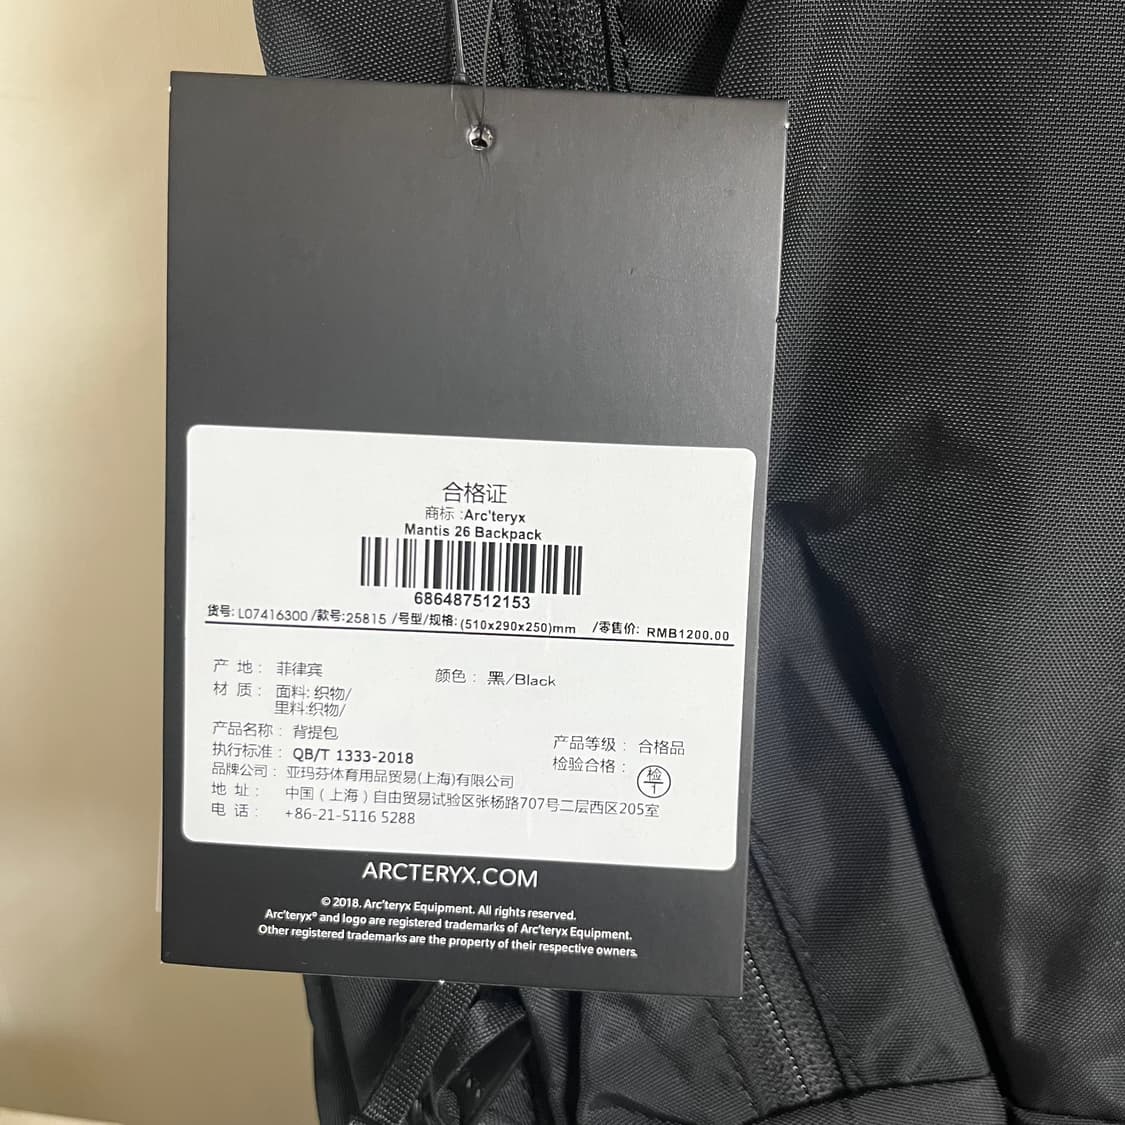 合格证
商标 :Arc'teryx
Mantis 26 Backpack
686487512153
货号: L07416300 /款号:25815 /号型/规格: (510x290x250)mm /零售价: RMB1200.00
产 地： 菲律宾 颜色： 黑/Black
材 质： 面料: 织物/
里料:织物/
产品名称： 背提包
执行标准： QB/T 1333-2018 产品等级： 合格品
品牌公司： 亚玛芬体育用品贸易(上海)有限公司 检验合格： 检 1
地 址： 中国（上海）自由贸易试验区张杨路707号二层西区205室
电 话： +86-21-5116 5288
ARCTERYX.COM
© 2018. Arc'teryx Equipment. All rights reserved.
Arc'teryx® and logo are registered trademarks of Arc'teryx Equipment.
Other registered trademarks are the property of their respective owners.